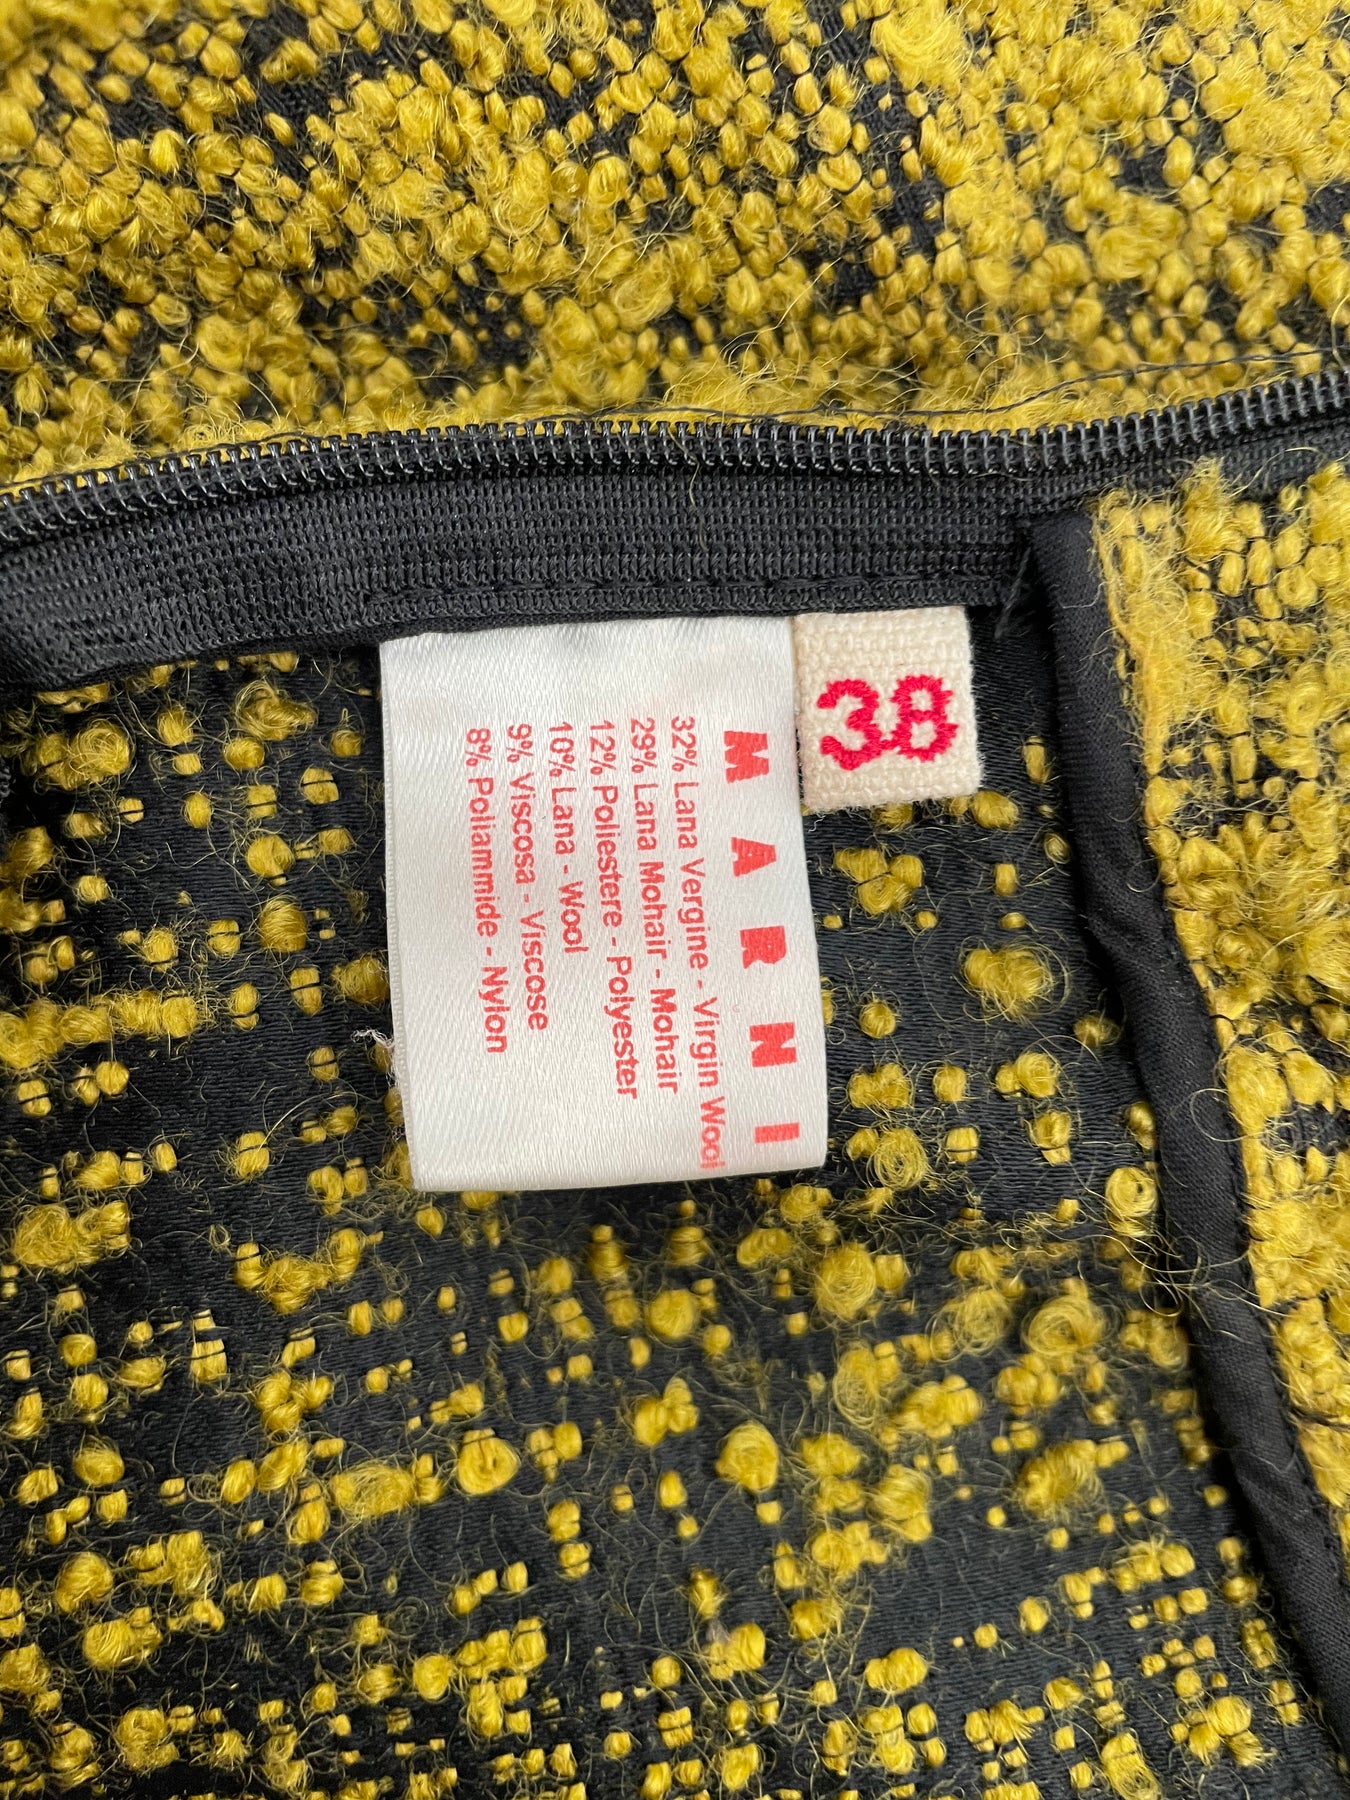 38
MARNI
32% Lana Vergine - Virgin Wool
29% Lana Mohair - Mohair
12% Poliestere - Polyester
10% Lana - Wool
9% Viscosa - Viscose
8% Poliammide - Nylon